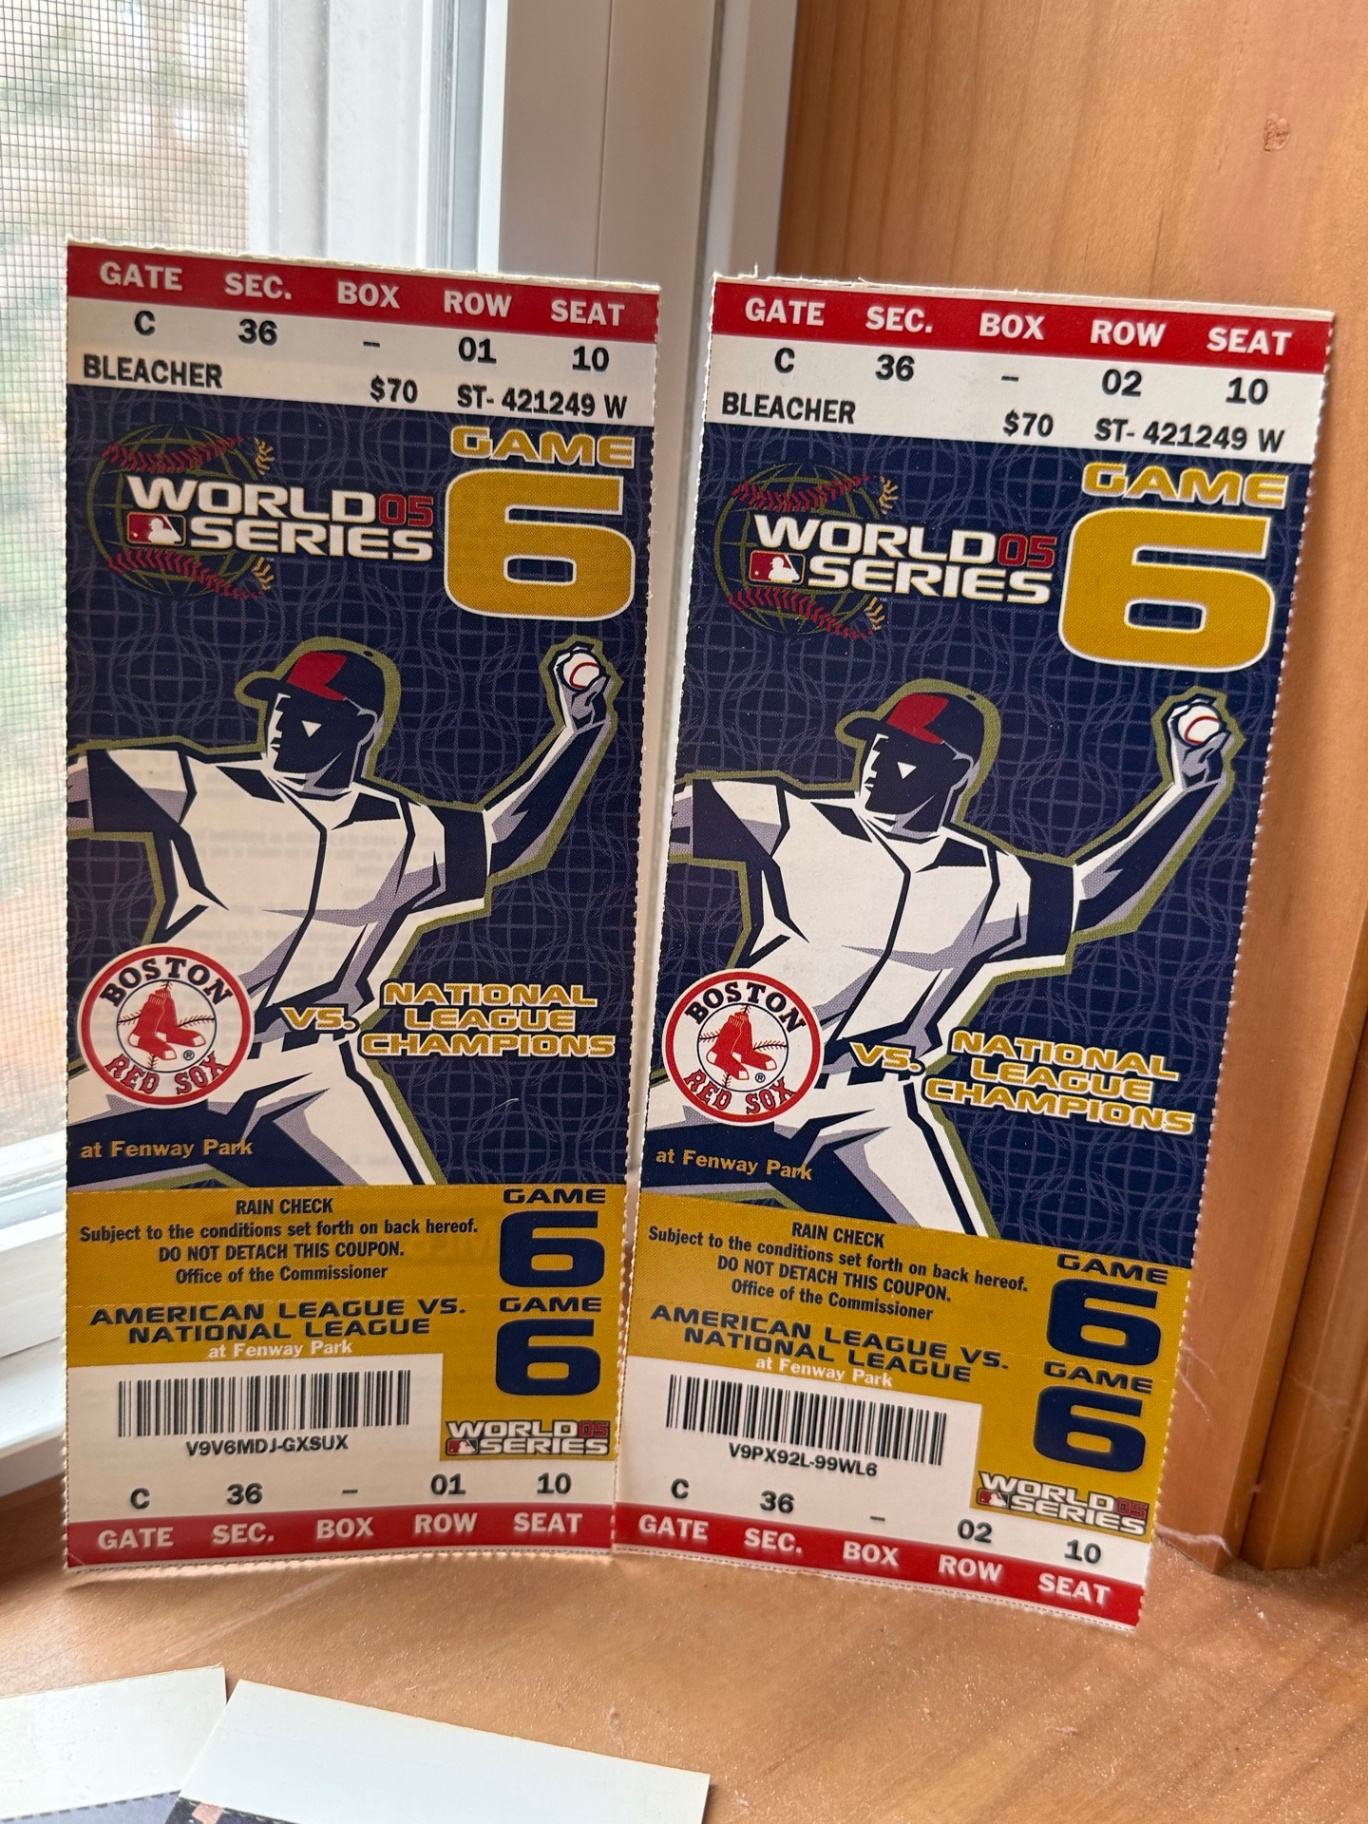 GATE SEC. BOX ROW SEAT
C 36 – 01 10
BLEACHER $70 ST- 421249 W
GAME
6
WORLD 05
SERIES
BOSTON
RED SOX
®
VS.
NATIONAL
LEAGUE
CHAMPIONS
at Fenway Park
RAIN CHECK
Subject to the conditions set forth on back hereof.
DO NOT DETACH THIS COUPON.
Office of the Commissioner
GAME
6
AMERICAN LEAGUE VS.
NATIONAL LEAGUE
at Fenway Park
GAME
6
V9V6MDJ-GXSUX
WORLD 05
SERIES
C 36 – 01 10
GATE SEC. BOX ROW SEAT
GATE SEC. BOX ROW SEAT
C 36 – 02 10
BLEACHER $70 ST- 421249 W
GAME
6
WORLD 05
SERIES
BOSTON
RED SOX
®
VS.
NATIONAL
LEAGUE
CHAMPIONS
at Fenway Park
RAIN CHECK
Subject to the conditions set forth on back hereof.
DO NOT DETACH THIS COUPON.
Office of the Commissioner
GAME
6
AMERICAN LEAGUE VS.
NATIONAL LEAGUE
at Fenway Park
GAME
6
V9PX92L-99WL6
WORLD 05
SERIES
C 36 – 02 10
GATE SEC. BOX ROW SEAT